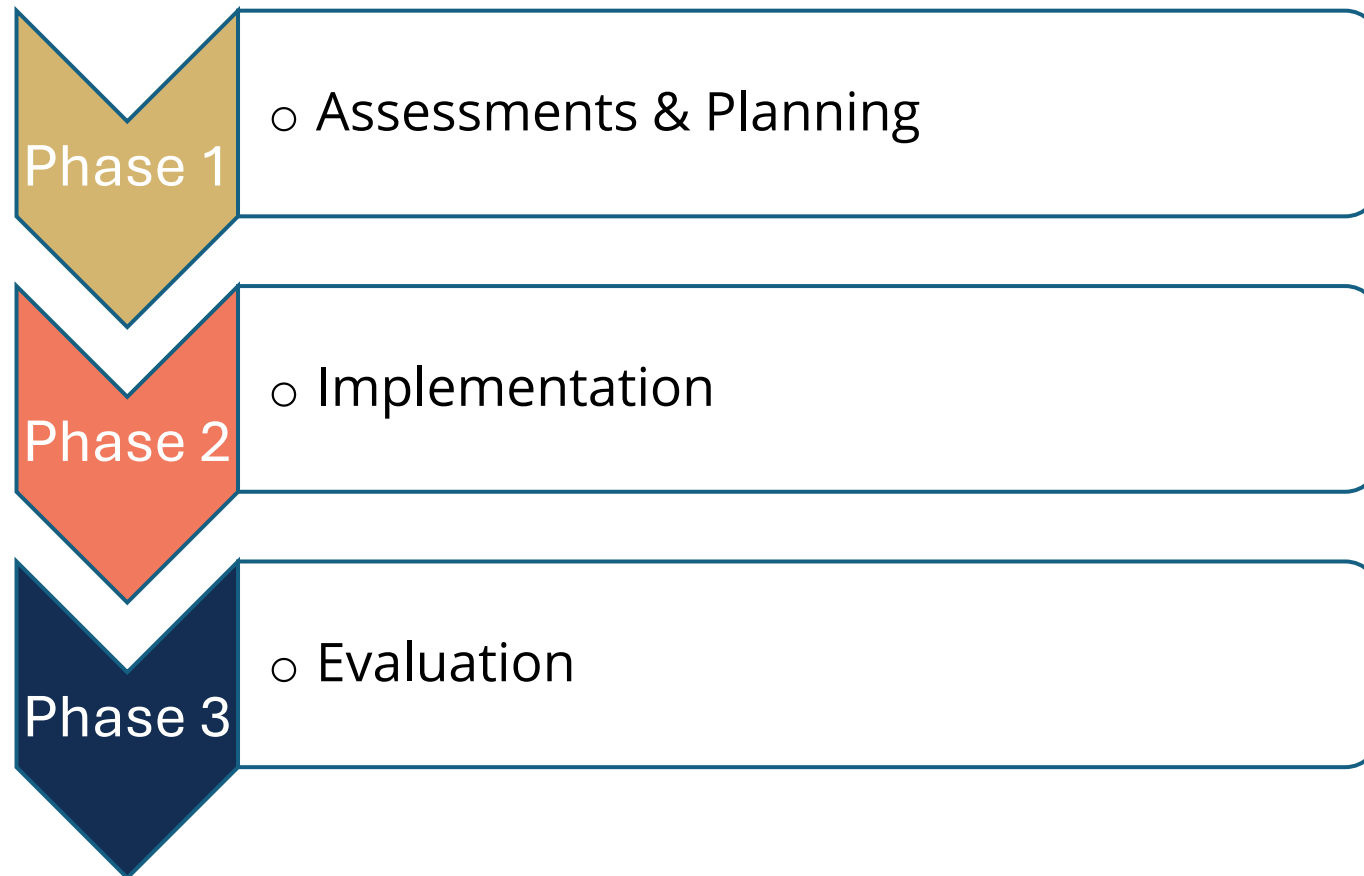 Phase 1
○ Assessments & Planning
Phase 2
○ Implementation
Phase 3
○ Evaluation